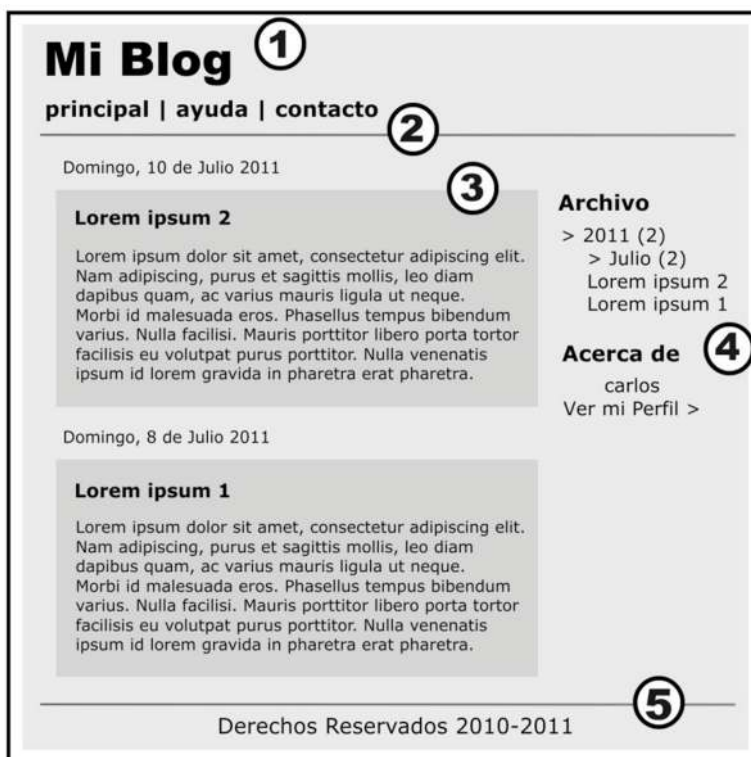 Mi Blog
1
principal | ayuda | contacto
2
Domingo, 10 de Julio 2011
3
Lorem ipsum 2
Lorem ipsum dolor sit amet, consectetur adipiscing elit.
Nam adipiscing, purus et sagittis mollis, leo diam
dapibus quam, ac varius mauris ligula ut neque.
Morbi id malesuada eros. Phasellus tempus bibendum
varius. Nulla facilisi. Mauris porttitor libero porta tortor
facilisis eu volutpat purus porttitor. Nulla venenatis
ipsum id lorem gravida in pharetra erat pharetra.
Domingo, 8 de Julio 2011
Lorem ipsum 1
Lorem ipsum dolor sit amet, consectetur adipiscing elit.
Nam adipiscing, purus et sagittis mollis, leo diam
dapibus quam, ac varius mauris ligula ut neque.
Morbi id malesuada eros. Phasellus tempus bibendum
varius. Nulla facilisi. Mauris porttitor libero porta tortor
facilisis eu volutpat purus porttitor. Nulla venenatis
ipsum id lorem gravida in pharetra erat pharetra.
Archivo
> 2011 (2)
> Julio (2)
Lorem ipsum 2
Lorem ipsum 1
Acerca de
4
carlos
Ver mi Perfil >
5
Derechos Reservados 2010-2011